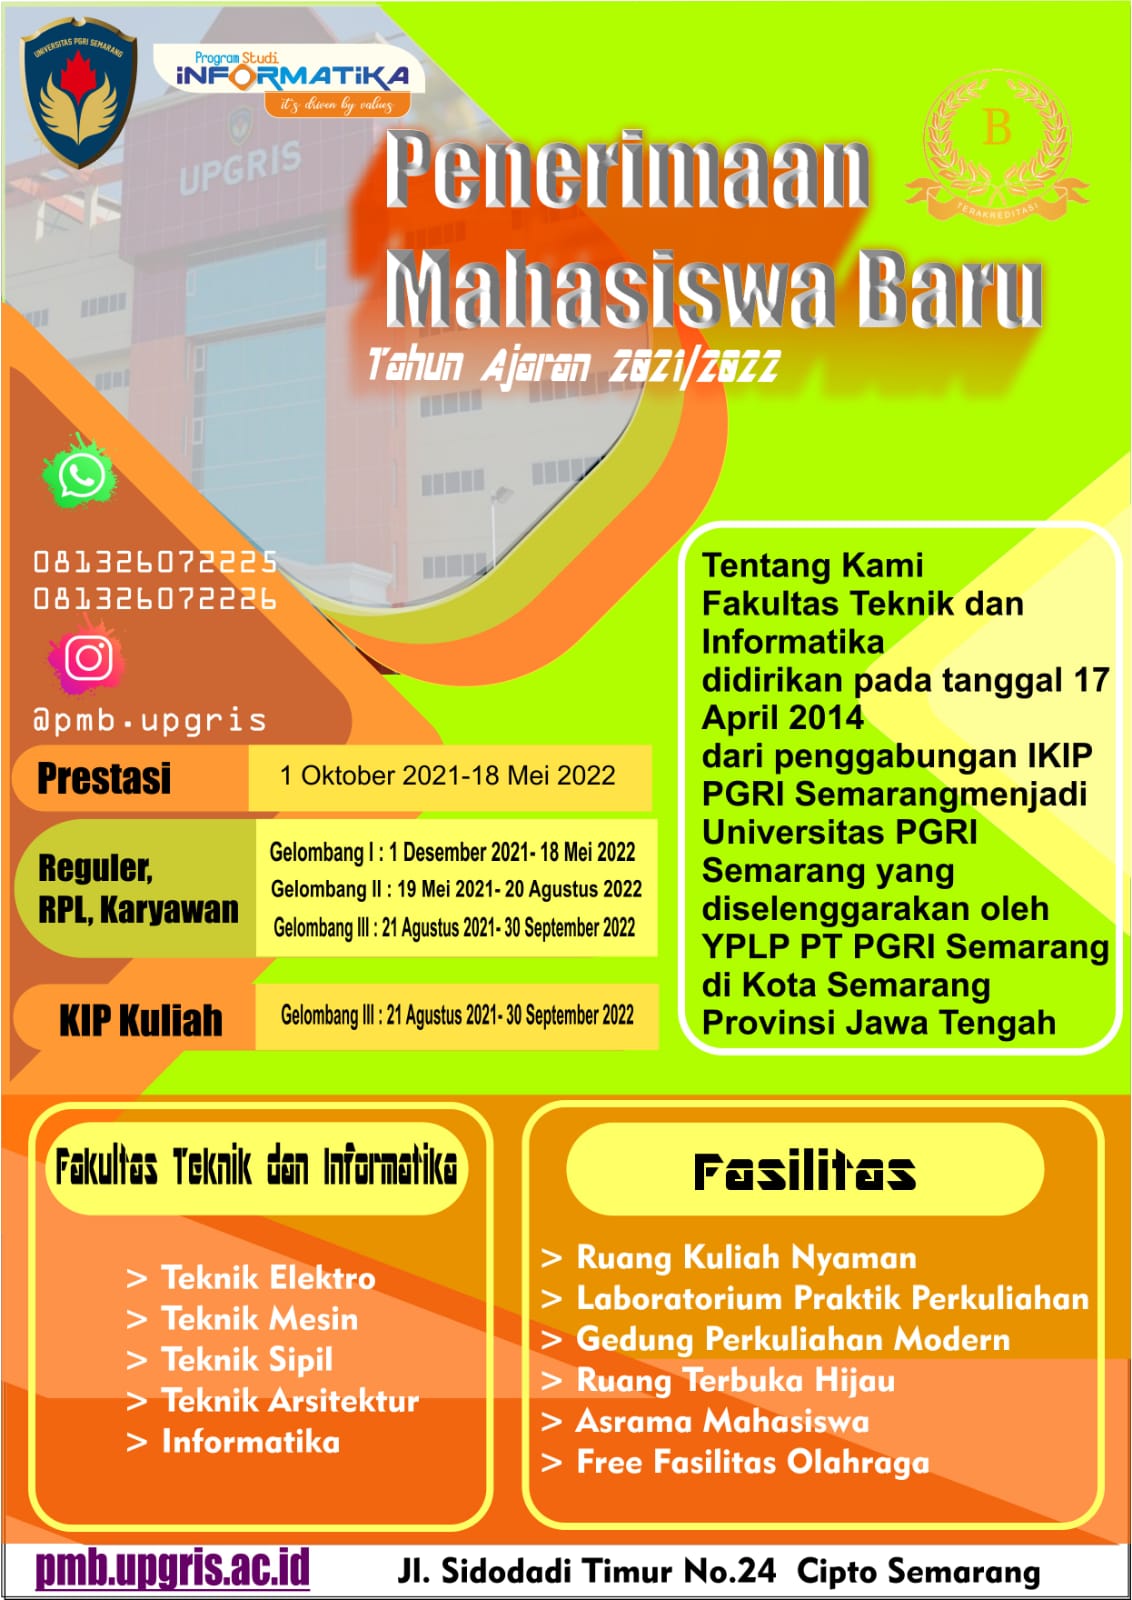 UNIVERSITAS PGRI SEMARANG
Program Studi
INFORMATIKA
it's driven by values
UPGRIS
B
TERAKREDITASI
Penerimaan
Mahasiswa Baru
Tahun Ajaran 2021/2022
081326072225
081326072226
@pmb.upgris
Tentang Kami
Fakultas Teknik dan
Informatika
didirikan pada tanggal 17
April 2014
dari penggabungan IKIP
PGRI Semarangmenjadi
Universitas PGRI
Semarang yang
diselenggarakan oleh
YPLP PT PGRI Semarang
di Kota Semarang
Provinsi Jawa Tengah
Prestasi
1 Oktober 2021-18 Mei 2022
Reguler,
RPL, Karyawan
Gelombang I : 1 Desember 2021- 18 Mei 2022
Gelombang II : 19 Mei 2021- 20 Agustus 2022
Gelombang III : 21 Agustus 2021- 30 September 2022
KIP Kuliah
Gelombang III : 21 Agustus 2021- 30 September 2022
Fakultas Teknik dan Informatika
> Teknik Elektro
> Teknik Mesin
> Teknik Sipil
> Teknik Arsitektur
> Informatika
Fasilitas
> Ruang Kuliah Nyaman
> Laboratorium Praktik Perkuliahan
> Gedung Perkuliahan Modern
> Ruang Terbuka Hijau
> Asrama Mahasiswa
> Free Fasilitas Olahraga
pmb.upgris.ac.id
Jl. Sidodadi Timur No.24 Cipto Semarang